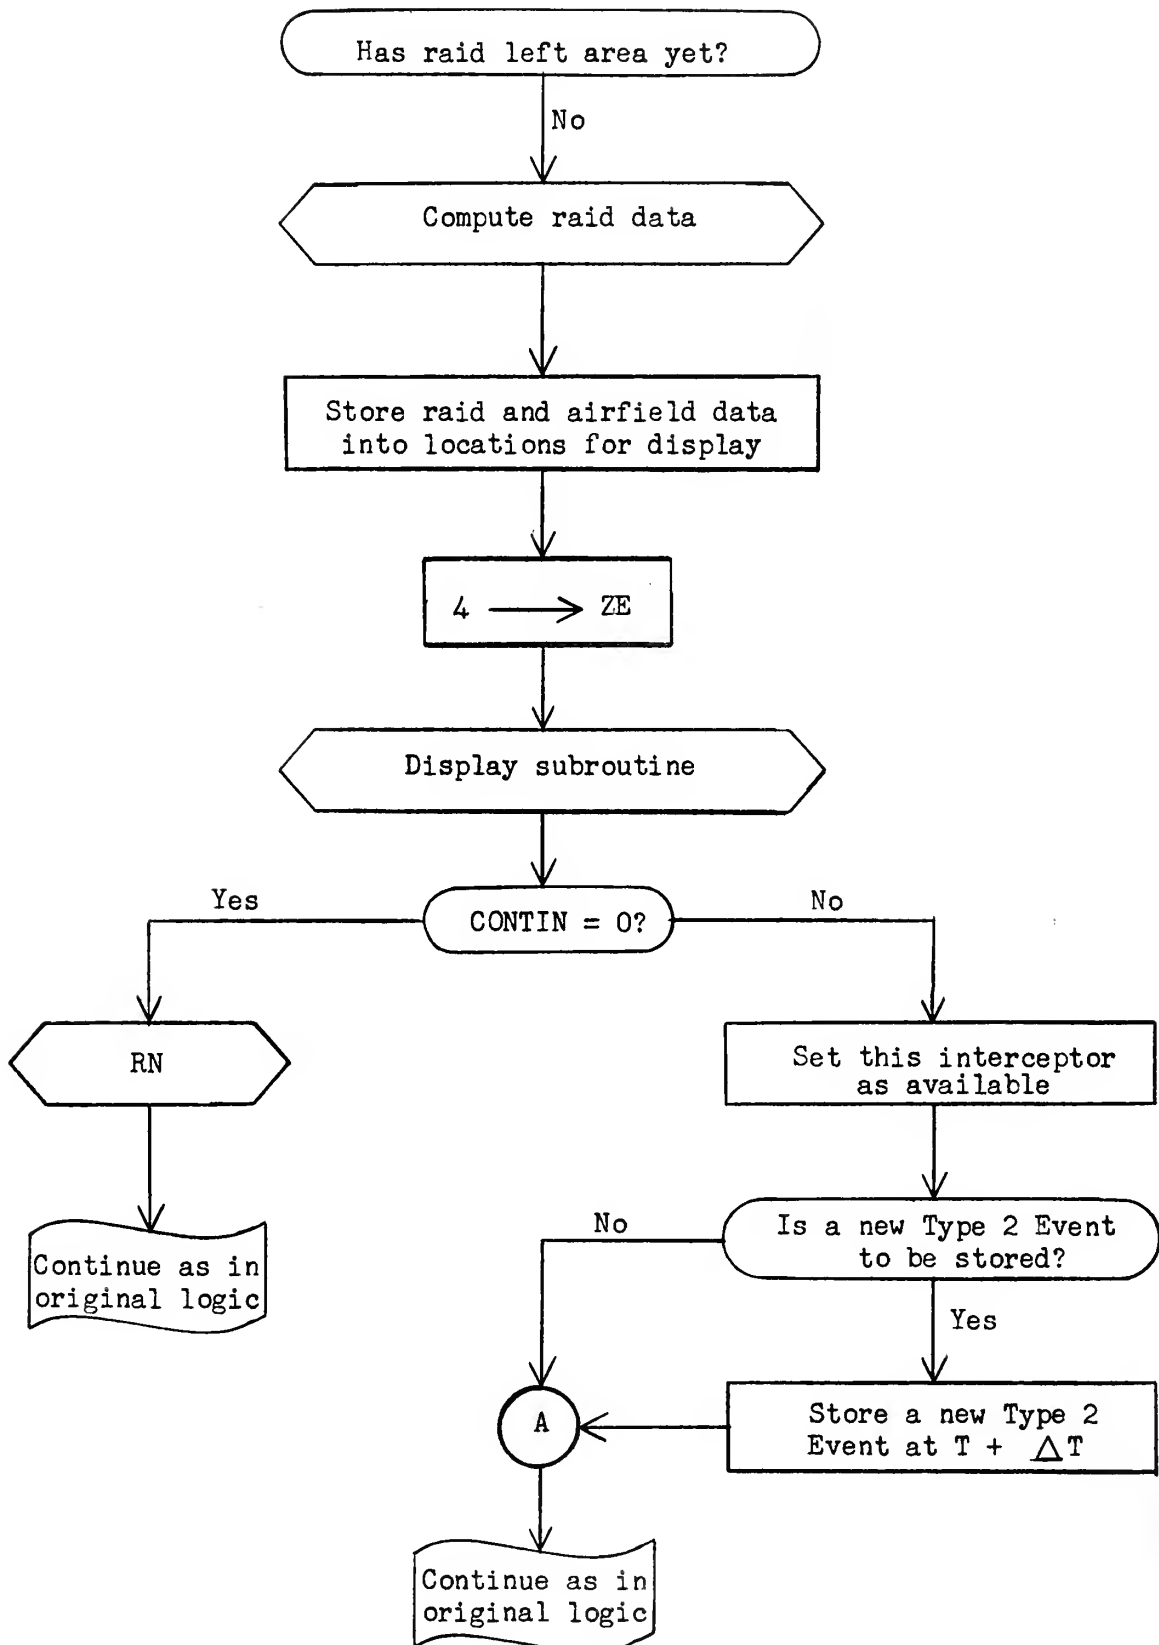 Has raid left area yet?
No
Compute raid data
Store raid and airfield data
into locations for display
4 ⟶ ZE
Display subroutine
Yes
CONTIN = 0?
No
RN
Set this interceptor
as available
Continue as in
original logic
No
Is a new Type 2 Event
to be stored?
Yes
A
Store a new Type 2
Event at T + △T
Continue as in
original logic